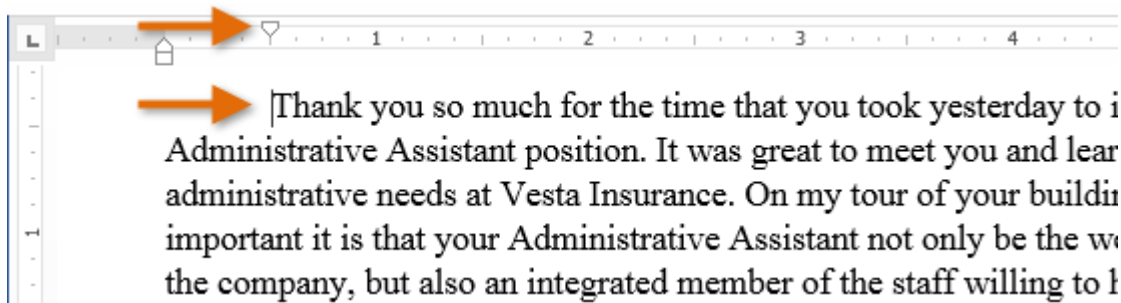 L 1 2 3 4
Thank you so much for the time that you took yesterday to
Administrative Assistant position. It was great to meet you and
administrative needs at Vesta Insurance. On my tour of your
important it is that your Administrative Assistant not only be the
the company, but also an integrated member of the staff willing to
1